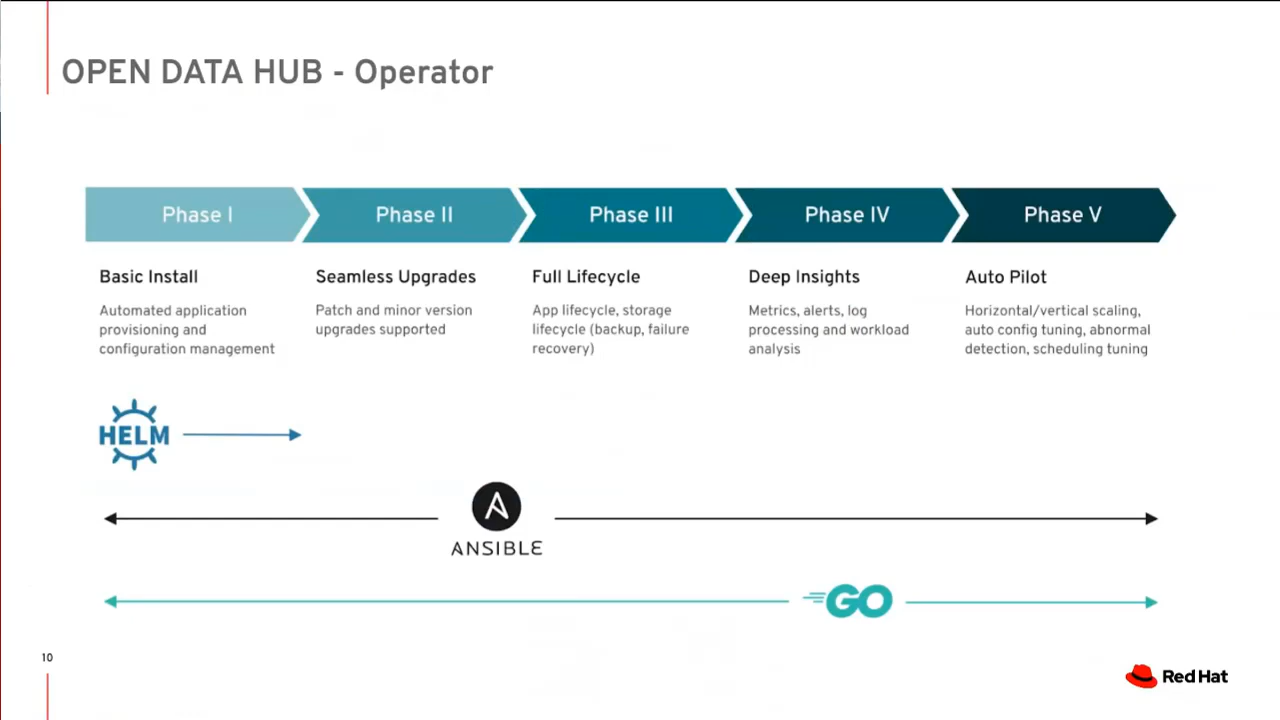 OPEN DATA HUB - Operator
Phase I
Phase II
Phase III
Phase IV
Phase V
Basic Install
Automated application
provisioning and
configuration management
Seamless Upgrades
Patch and minor version
upgrades supported
Full Lifecycle
App lifecycle, storage
lifecycle (backup, failure
recovery)
Deep Insights
Metrics, alerts, log
processing and workload
analysis
Auto Pilot
Horizontal/vertical scaling,
auto config tuning, abnormal
detection, scheduling tuning
HELM
ANSIBLE
GO
10
Red Hat